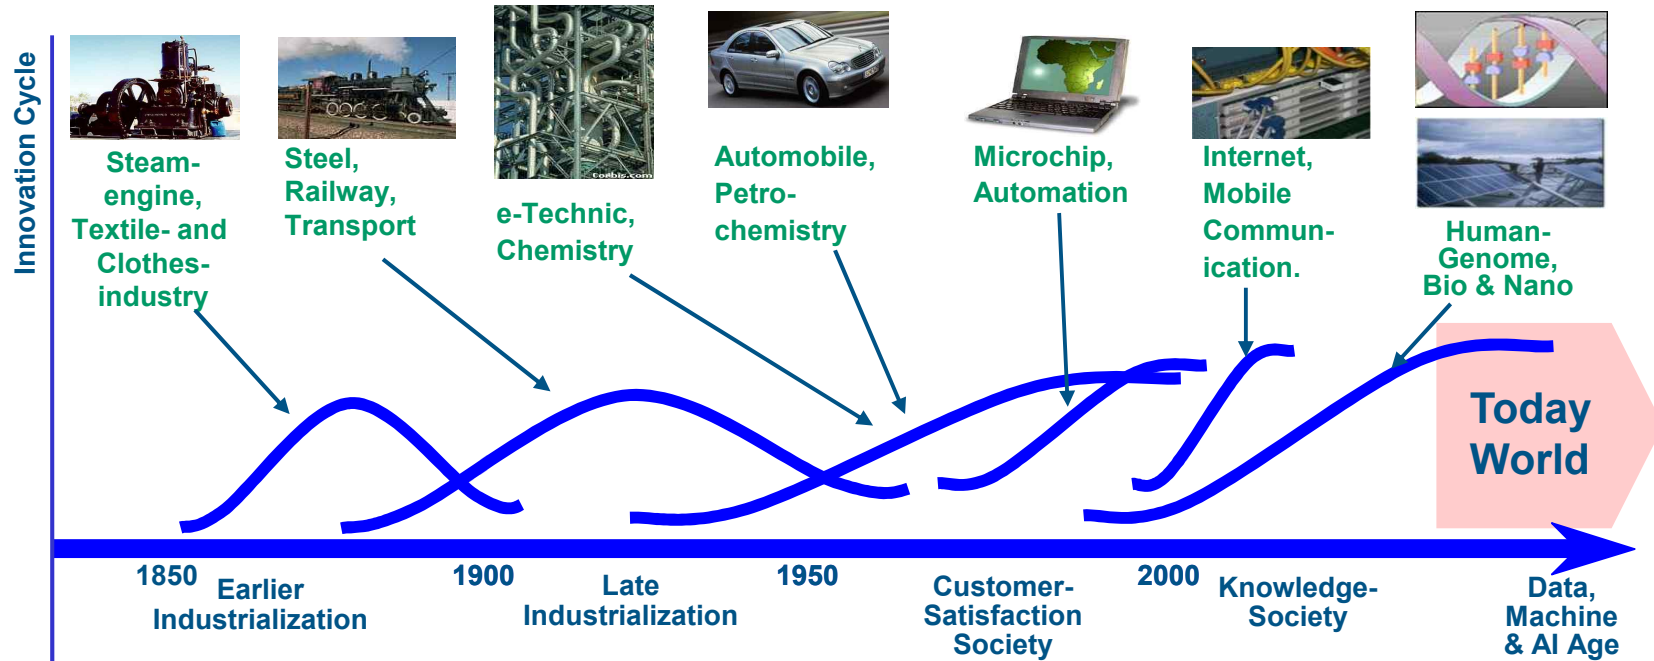 Innovation Cycle
Steam-
engine,
Textile- and
Clothes-
industry
Steel,
Railway,
Transport
Corbis.com
e-Technic,
Chemistry
Automobile,
Petro-
chemistry
Microchip,
Automation
Internet,
Mobile
Commun-
ication.
Human-
Genome,
Bio & Nano
Today
World
1850
1900
1950
2000
Earlier
Industrialization
Late
Industrialization
Customer-
Satisfaction
Society
Knowledge-
Society
Data,
Machine
& AI Age